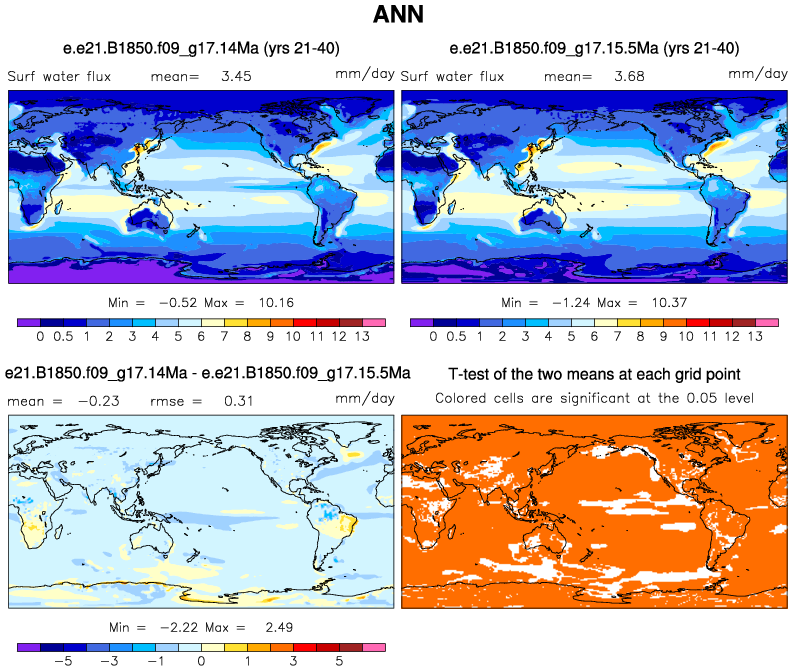 ANN
e.e21.B1850.f09_g17.14Ma (yrs 21-40)
Surf water flux mean= 3.45 mm/day
Min = −0.52 Max = 10.16
0 0.5 1 2 3 4 5 6 7 8 9 10 11 12 13
e.e21.B1850.f09_g17.15.5Ma (yrs 21-40)
Surf water flux mean= 3.68 mm/day
Min = −1.24 Max = 10.37
0 0.5 1 2 3 4 5 6 7 8 9 10 11 12 13
e21.B1850.f09_g17.14Ma - e.e21.B1850.f09_g17.15.5Ma
mean = −0.23 rmse = 0.31 mm/day
Min = −2.22 Max = 2.49
−5 −3 −1 0 1 3 5
T-test of the two means at each grid point
Colored cells are significant at the 0.05 level